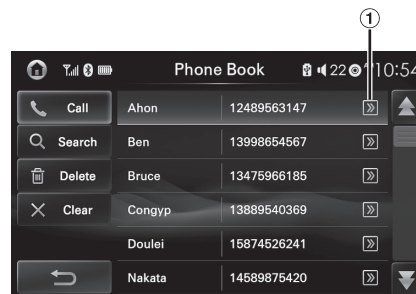 1
Phone Book 22 10:54
Call Ahon 12489563147
Search Ben 13998654567
Delete Bruce 13475966185
Clear Congyp 13889540369
Doulei 15874526241
Nakata 14589875420